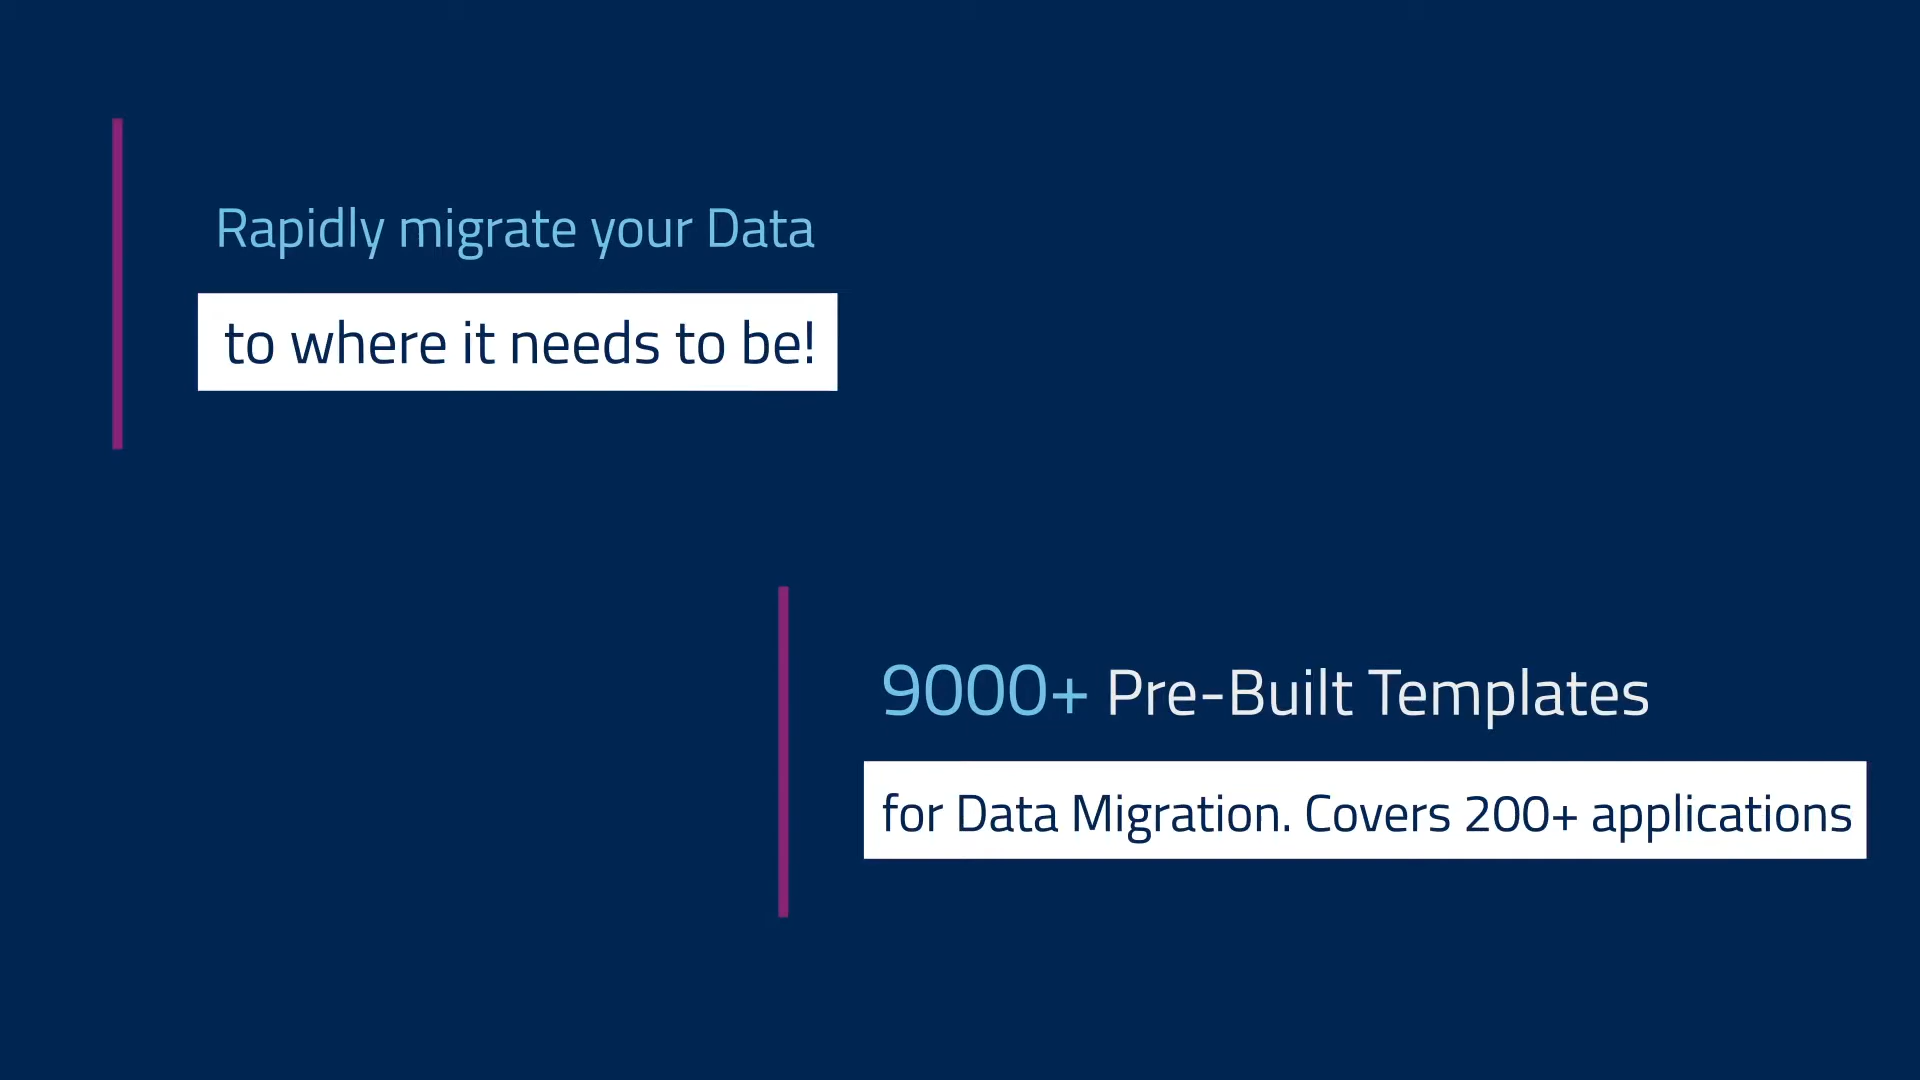 Rapidly migrate your Data
to where it needs to be!
9000+ Pre-Built Templates
for Data Migration. Covers 200+ applications